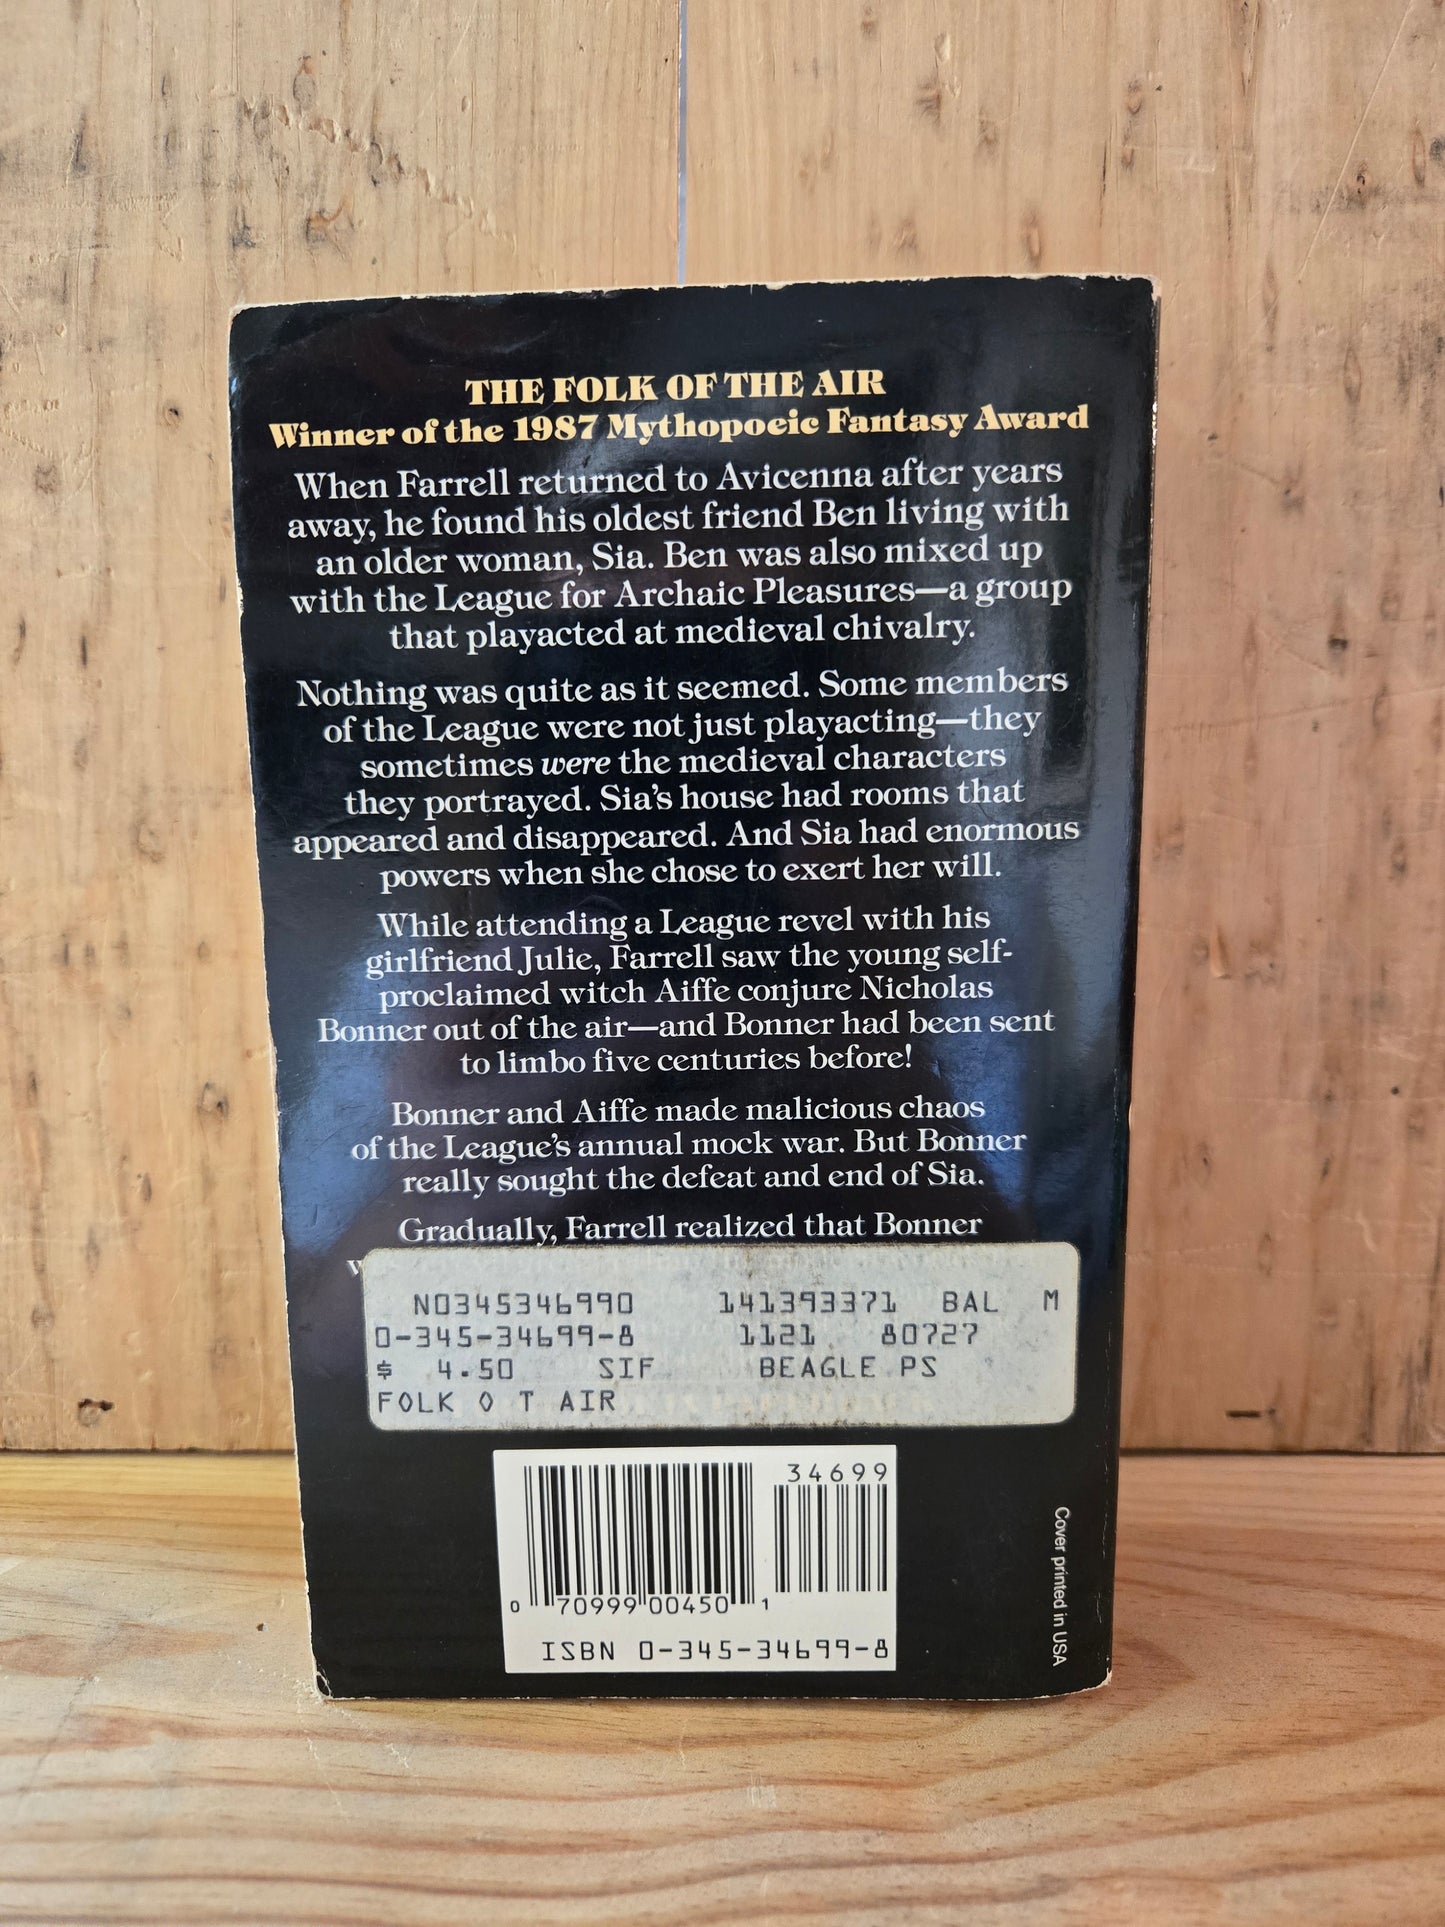 THE FOLK OF THE AIR
Winner of the 1987 Mythopoeic Fantasy Award
When Farrell returned to Avicenna after years
away, he found his oldest friend Ben living with
an older woman, Sia. Ben was also mixed up
with the League for Archaic Pleasures—a group
that playacted at medieval chivalry.
Nothing was quite as it seemed. Some members
of the League were not just playacting—they
sometimes were the medieval characters
they portrayed. Sia's house had rooms that
appeared and disappeared. And Sia had enormous
powers when she chose to exert her will.
While attending a League revel with his
girlfriend Julie, Farrell saw the young self-
proclaimed witch Aiffe conjure Nicholas
Bonner out of the air—and Bonner had been sent
to limbo five centuries before!
Bonner and Aiffe made malicious chaos
of the League's annual mock war. But Bonner
really sought the defeat and end of Sia.
Gradually, Farrell realized that Bonner
N0345346990 141393371 BAL M
0-345-34699-8 1121 80727
$ 4.50 SIF BEAGLE PS
FOLK O T AIR
34699
0 70999 00450 1
ISBN 0-345-34699-8
Cover printed in USA